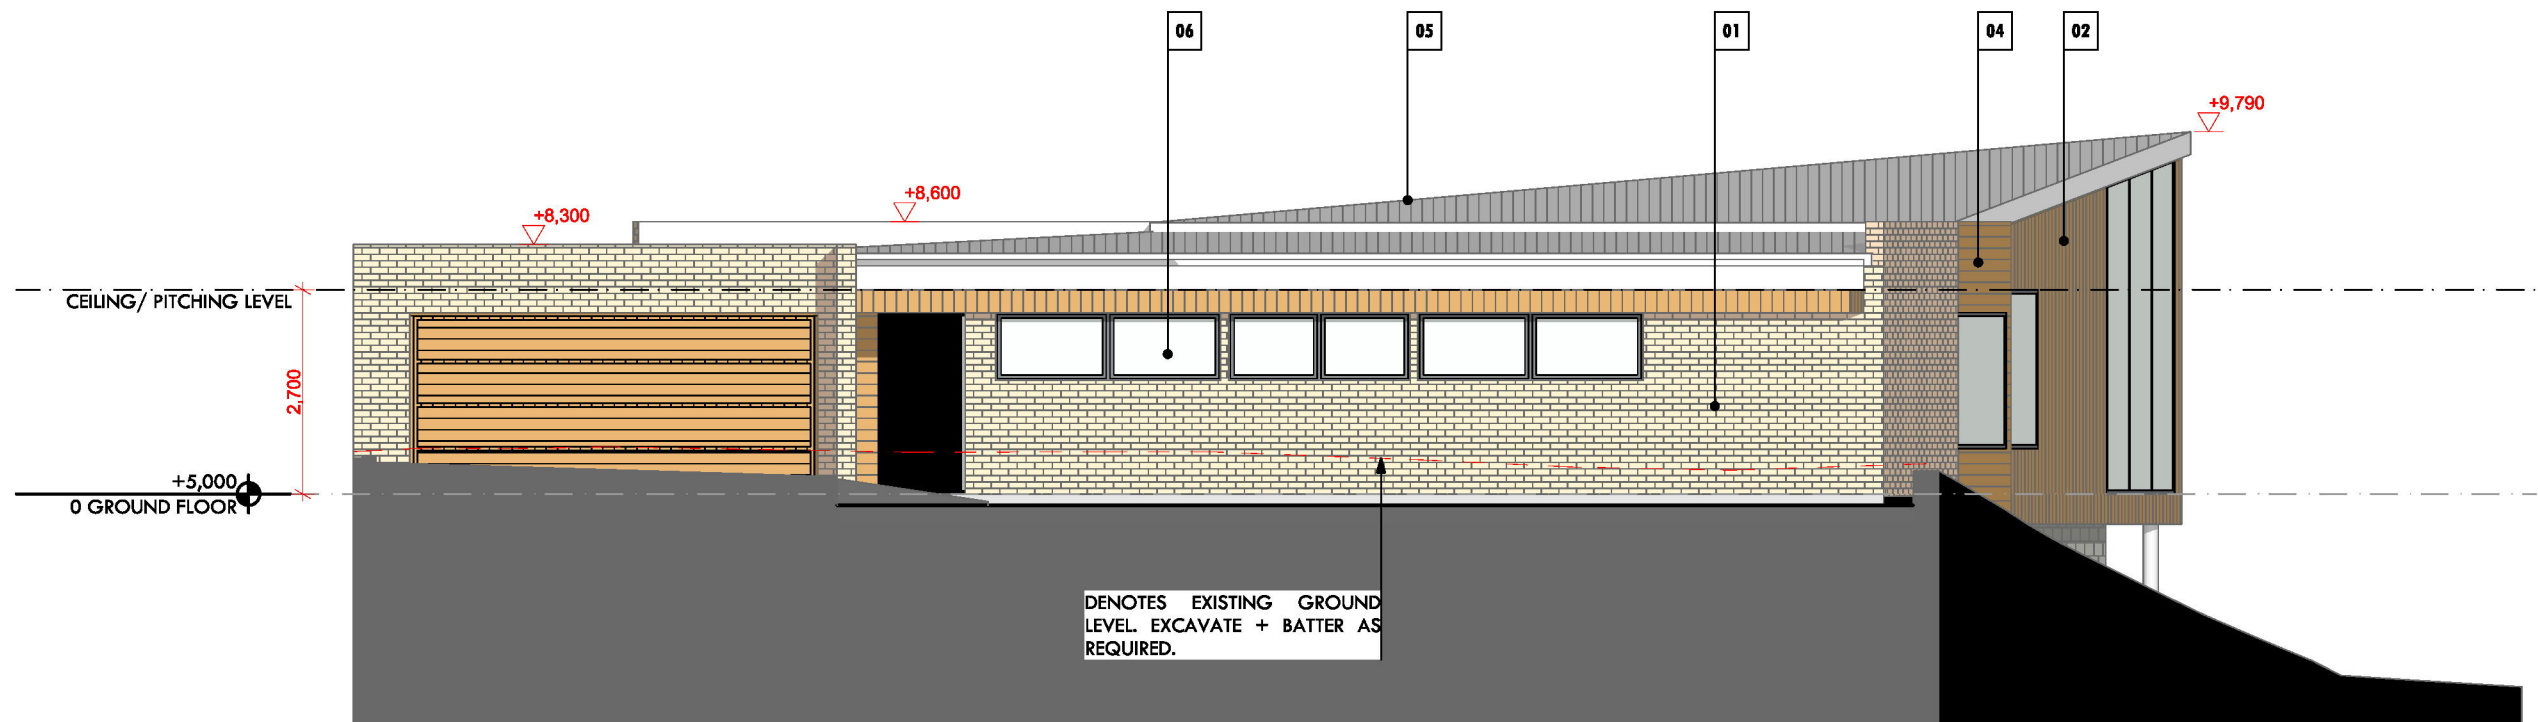 06
05
01
04
02
+9,790
+8,600
+8,300
CEILING/ PITCHING LEVEL
2,700
+5,000
0 GROUND FLOOR
DENOTES EXISTING GROUND
LEVEL. EXCAVATE + BATTER AS
REQUIRED.